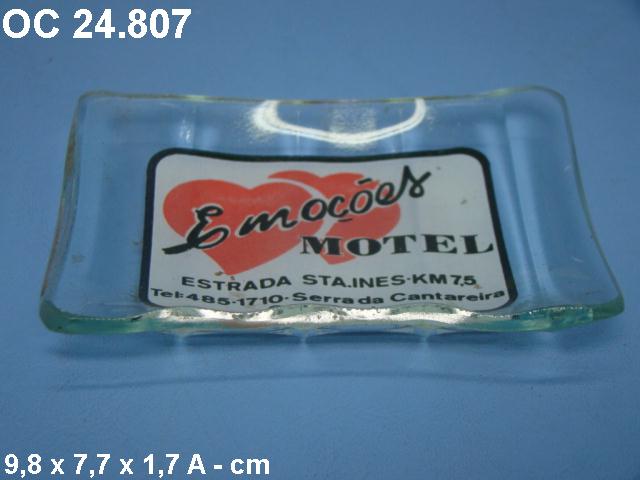 OC 24.807
Emoções
MOTEL
ESTRADA STA.INES-KM7,5
Tel:485-1710-Serra da Cantareira
9,8 x 7,7 x 1,7 A - cm